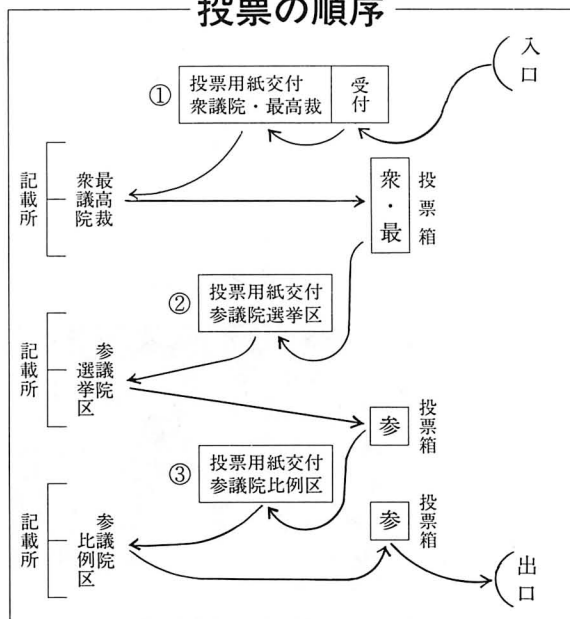 投票の順序
入口
①
投票用紙交付
衆議院・最高裁
受付
記載所
最高裁
衆議院
衆・最
投票箱
②
投票用紙交付
参議院選挙区
記載所
参議院
選挙区
参
投票箱
③
投票用紙交付
参議院比例区
記載所
参議院
比例区
参
投票箱
出口